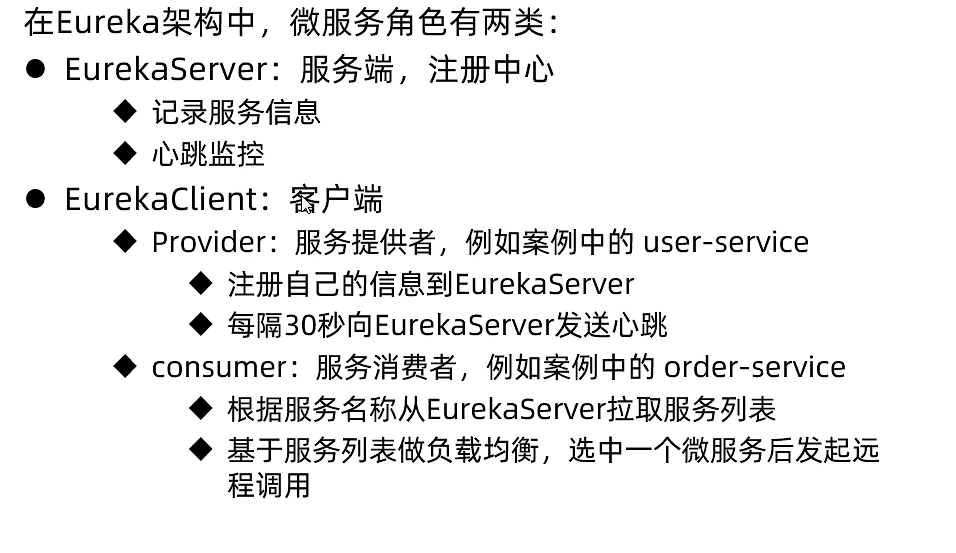 在Eureka架构中，微服务角色有两类：
● EurekaServer：服务端，注册中心
◆ 记录服务信息
◆ 心跳监控
● EurekaClient：客户端
◆ Provider：服务提供者，例如案例中的 user-service
◆ 注册自己的信息到EurekaServer
◆ 每隔30秒向EurekaServer发送心跳
◆ consumer：服务消费者，例如案例中的 order-service
◆ 根据服务名称从EurekaServer拉取服务列表
◆ 基于服务列表做负载均衡，选中一个微服务后发起远
程调用